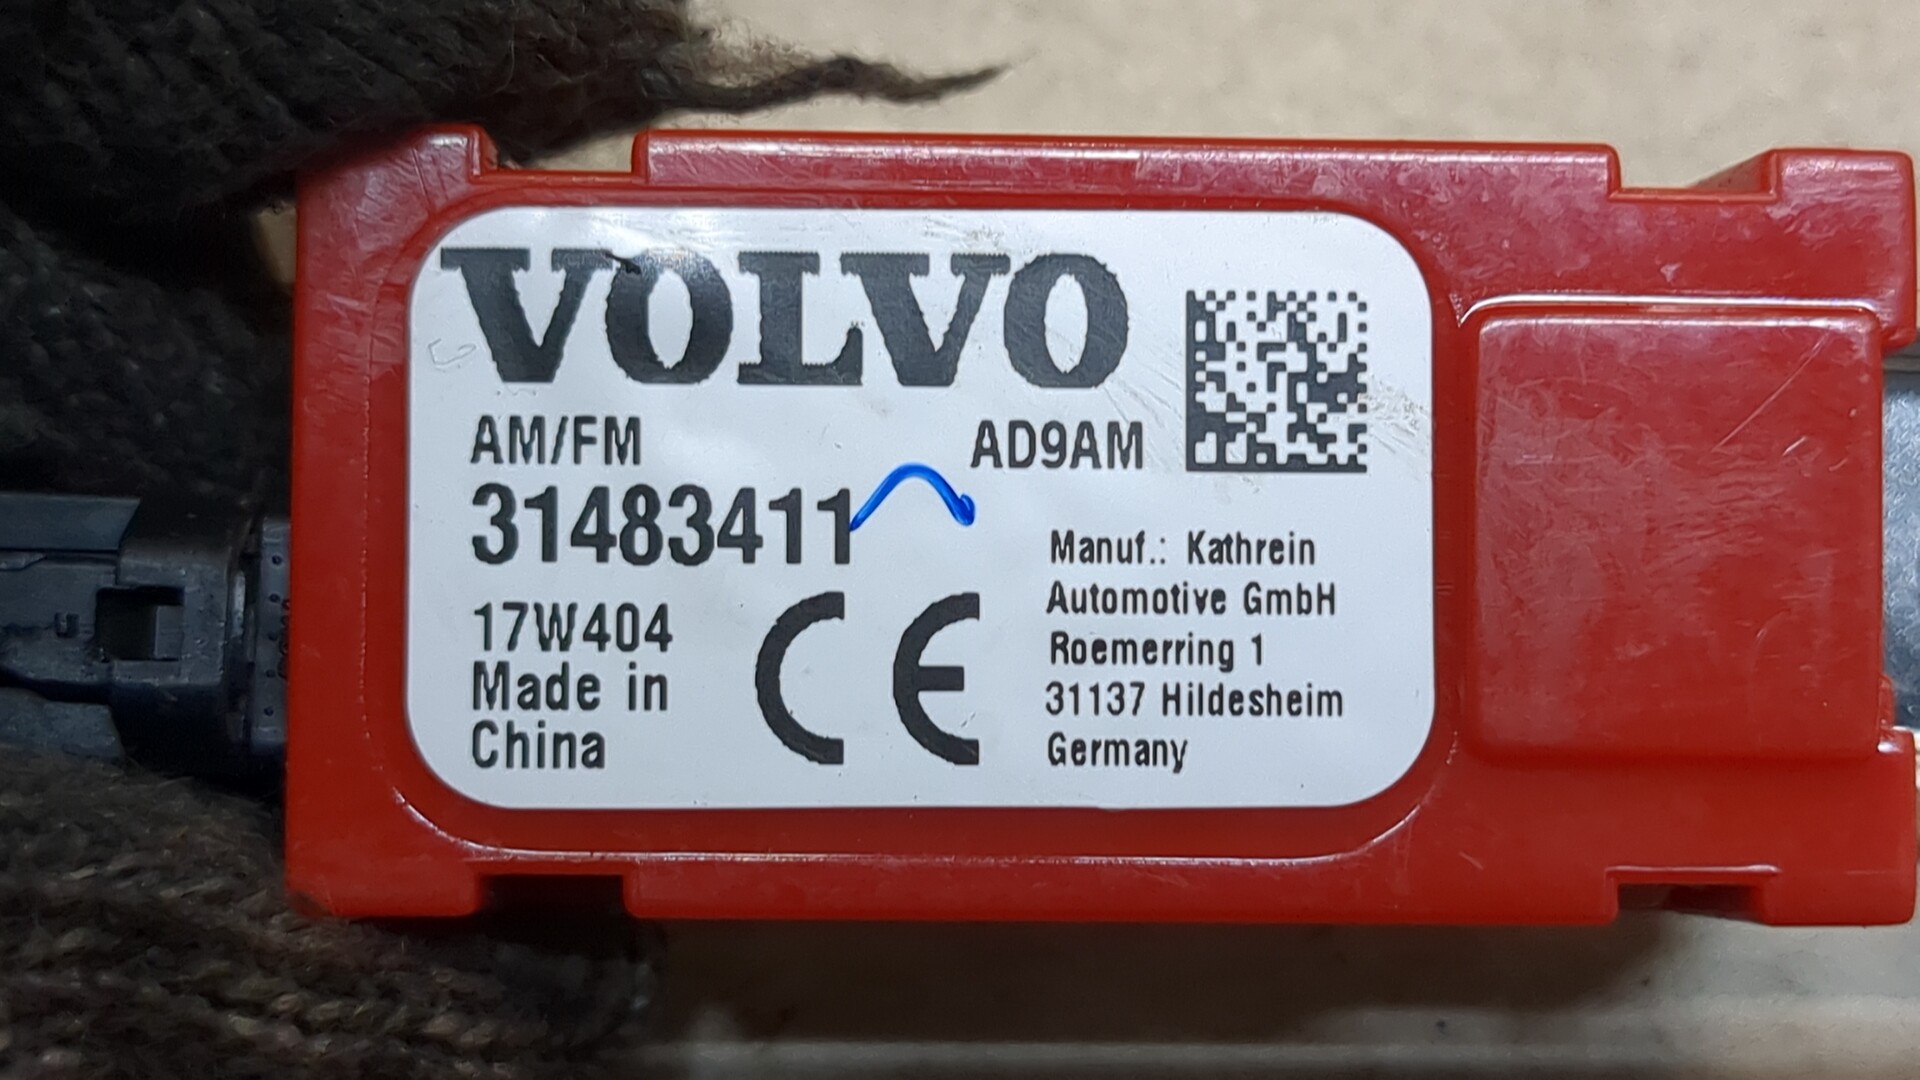 VOLVO
AM/FM AD9AM
31483411
17W404
Made in
China
CE
Manuf.: Kathrein
Automotive GmbH
Roemerring 1
31137 Hildesheim
Germany